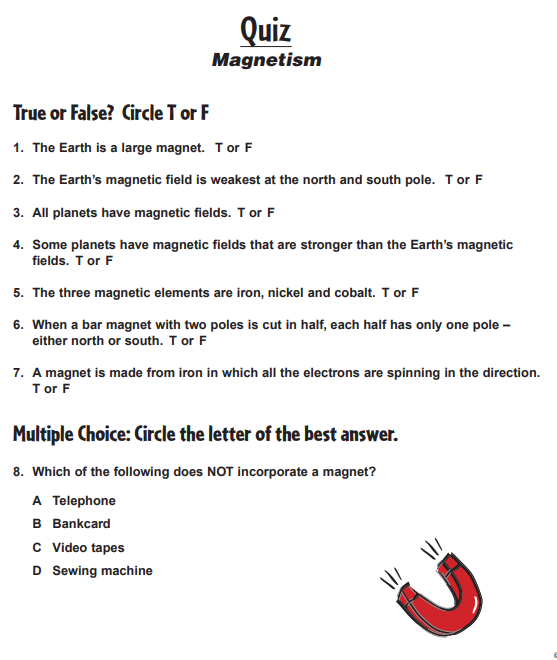 Quiz
Magnetism
True or False? Circle T or F
1. The Earth is a large magnet. T or F
2. The Earth's magnetic field is weakest at the north and south pole. T or F
3. All planets have magnetic fields. T or F
4. Some planets have magnetic fields that are stronger than the Earth's magnetic
fields. T or F
5. The three magnetic elements are iron, nickel and cobalt. T or F
6. When a bar magnet with two poles is cut in half, each half has only one pole –
either north or south. T or F
7. A magnet is made from iron in which all the electrons are spinning in the direction.
T or F
Multiple Choice: Circle the letter of the best answer.
8. Which of the following does NOT incorporate a magnet?
A Telephone
B Bankcard
C Video tapes
D Sewing machine